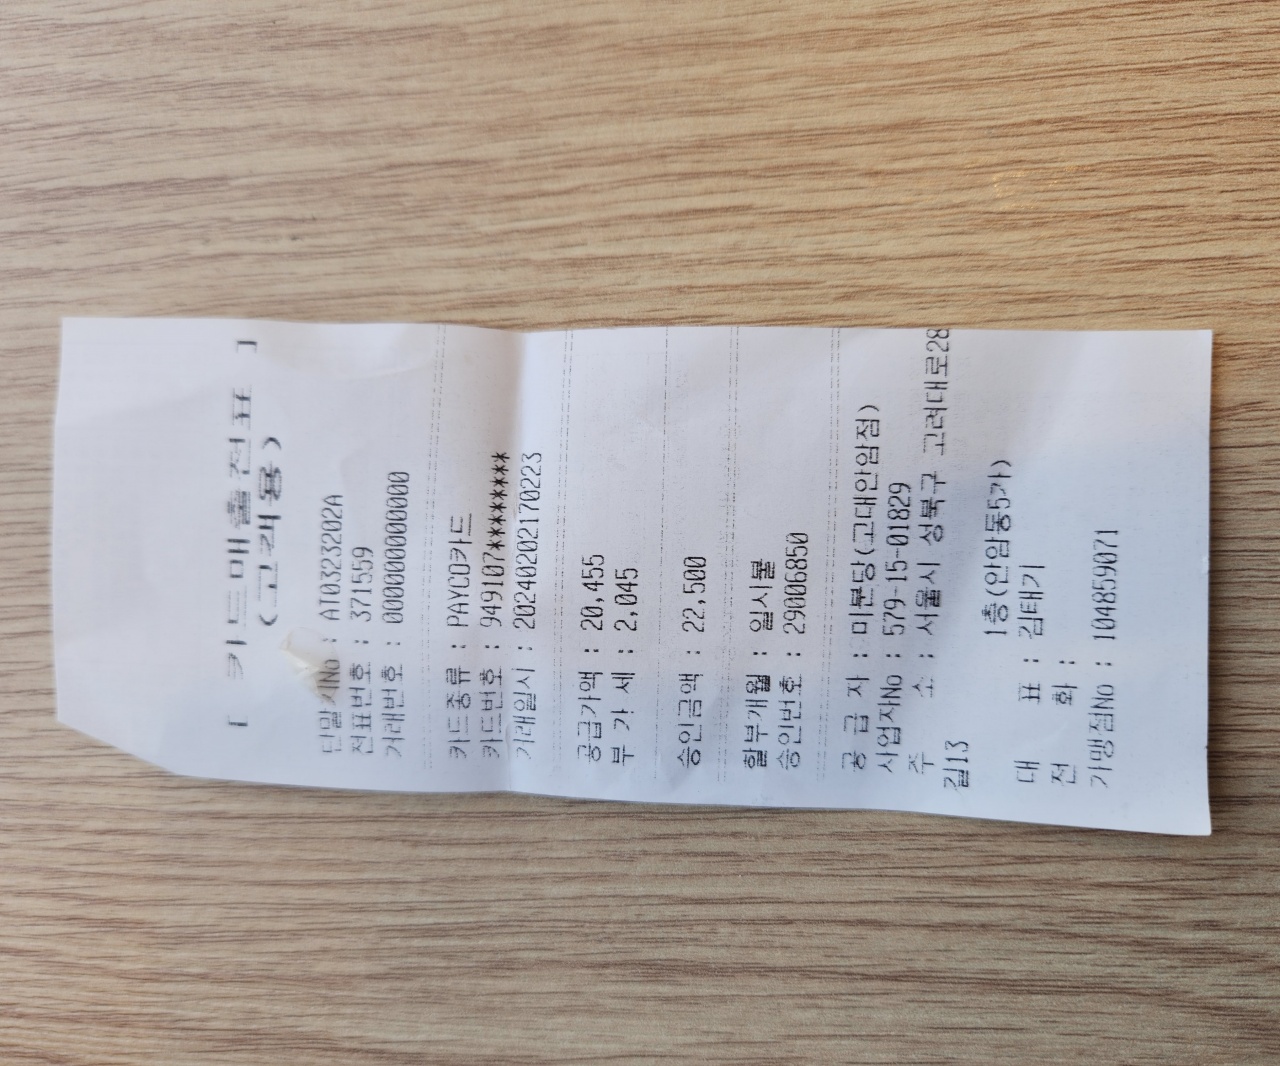 [ 카드매출전표 ]
(고객용)
단말기No : AT0323202A
전표번호 : 371559
거래번호 : 000000000000
카드종류 : PAYCO카드
카드번호 : 949107**********
거래일시 : 20240202170223
공급가액 : 20,455
부 가 세 : 2,045
승인금액 : 22,500
할부개월 : 일시불
승인번호 : 29006850
공 급 자 : 미분당(고대안암점)
사업자No : 579-15-01829
주 소 : 서울시 성북구 고려대로28
길13
1층(안암동5가)
대 표 : 김태기
전 화 :
가맹점No : 104859071